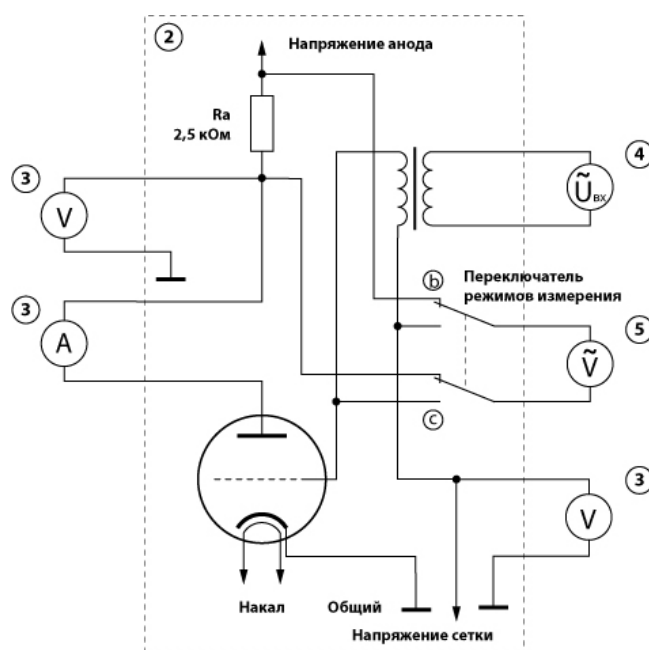 2
Напряжение анода
Ra
2,5 кОм
3
V
4
Ũвх
b
Переключатель
режимов измерения
3
A
5
Ṽ
c
3
V
Накал
Общий
Напряжение сетки